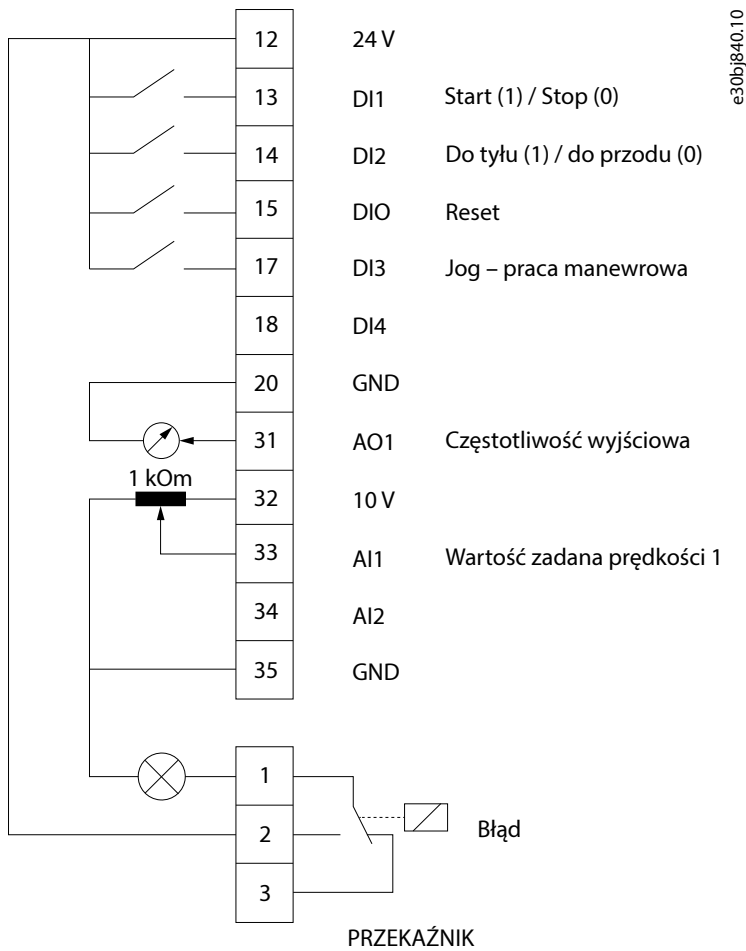 e30bj840.10
12 24 V
13 DI1 Start (1) / Stop (0)
14 DI2 Do tyłu (1) / do przodu (0)
15 DIO Reset
17 DI3 Jog – praca manewrowa
18 DI4
20 GND
31 AO1 Częstotliwość wyjściowa
1 kOm
32 10 V
33 AI1 Wartość zadana prędkości 1
34 AI2
35 GND
1
2 Błąd
3
PRZEKAŹNIK